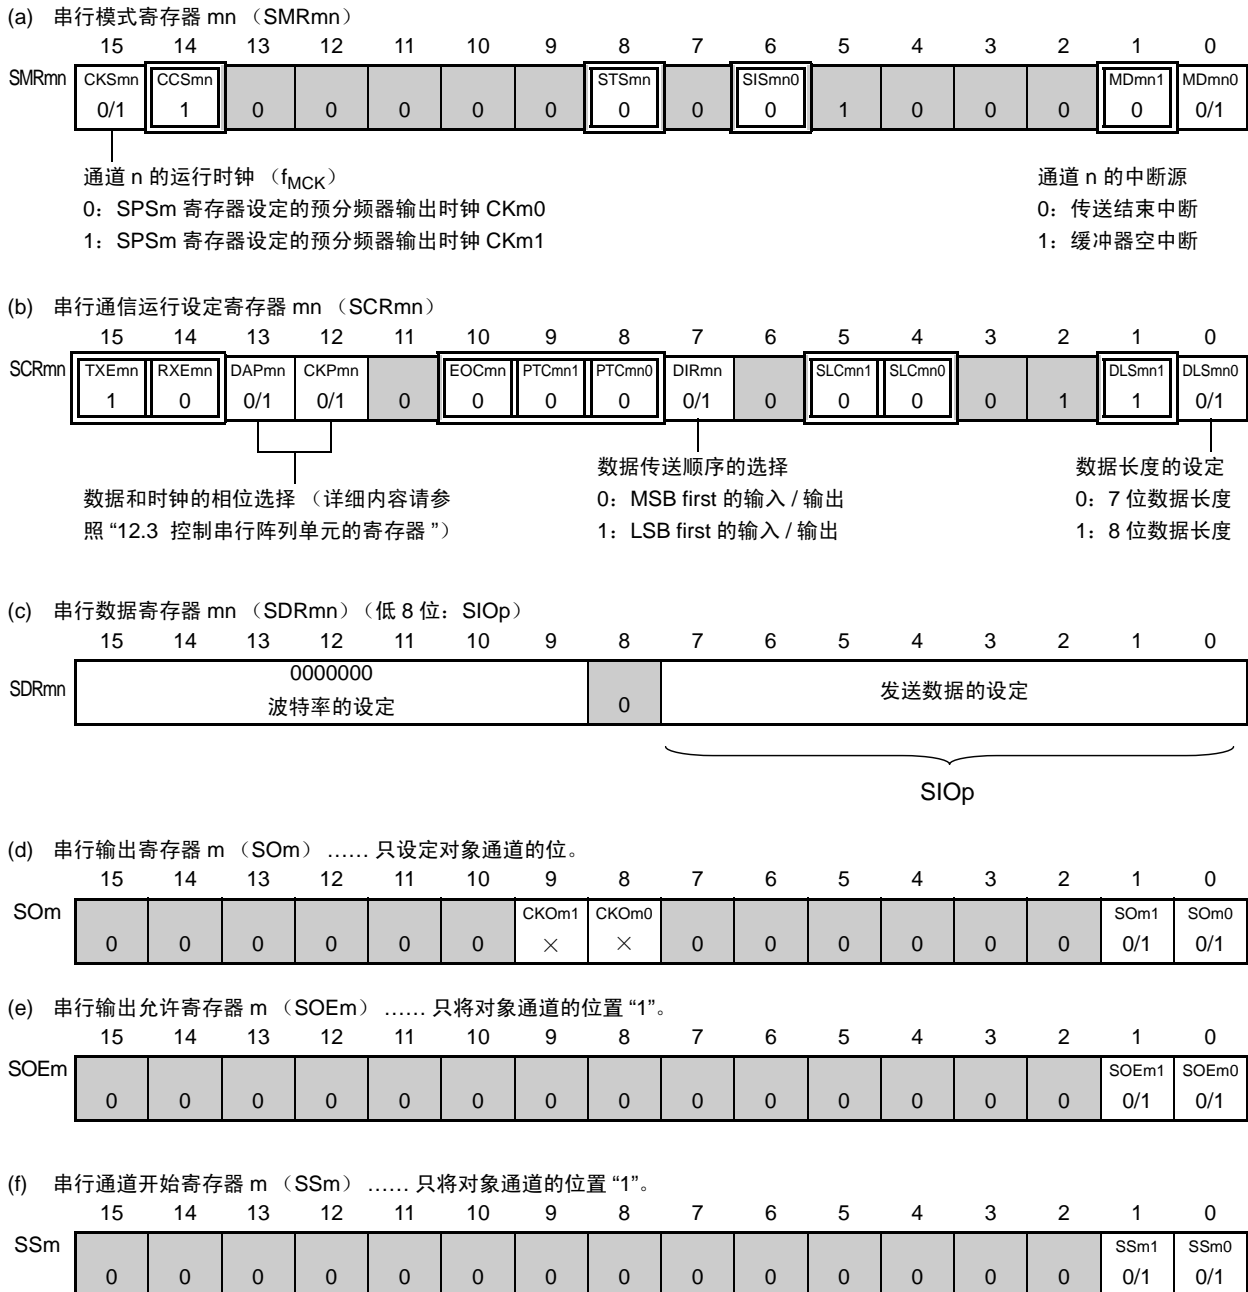 (a) 串行模式寄存器 mn （SMRmn）
15 14 13 12 11 10 9 8 7 6 5 4 3 2 1 0
SMRmn CKSmn CCSmn STSmn SISmn0 MDmn1 MDmn0
0/1 1 0 0 0 0 0 0 0 0 1 0 0 0 0 0/1
通道 n 的运行时钟 （fMCK） 通道 n 的中断源
0：SPSm 寄存器设定的预分频器输出时钟 CKm0 0：传送结束中断
1：SPSm 寄存器设定的预分频器输出时钟 CKm1 1：缓冲器空中断
(b) 串行通信运行设定寄存器 mn （SCRmn）
15 14 13 12 11 10 9 8 7 6 5 4 3 2 1 0
SCRmn TXEmn RXEmn DAPmn CKPmn EOCmn PTCmn1 PTCmn0 DIRmn SLCmn1 SLCmn0 DLSmn1 DLSmn0
1 0 0/1 0/1 0 0 0 0 0/1 0 0 0 0 1 1 0/1
数据传送顺序的选择 数据长度的设定
数据和时钟的相位选择 （详细内容请参 0：MSB first 的输入 / 输出 0：7 位数据长度
照 “12.3 控制串行阵列单元的寄存器 ”） 1：LSB first 的输入 / 输出 1：8 位数据长度
(c) 串行数据寄存器 mn （SDRmn）（低 8 位：SIOp）
15 14 13 12 11 10 9 8 7 6 5 4 3 2 1 0
SDRmn 0000000 发送数据的设定
波特率的设定 0
SIOp
(d) 串行输出寄存器 m （SOm） …… 只设定对象通道的位。
15 14 13 12 11 10 9 8 7 6 5 4 3 2 1 0
SOm CKOm1 CKOm0 SOm1 SOm0
0 0 0 0 0 0 × × 0 0 0 0 0 0 0/1 0/1
(e) 串行输出允许寄存器 m （SOEm） …… 只将对象通道的位置 “1”。
15 14 13 12 11 10 9 8 7 6 5 4 3 2 1 0
SOEm SOEm1 SOEm0
0 0 0 0 0 0 0 0 0 0 0 0 0 0 0/1 0/1
(f) 串行通道开始寄存器 m （SSm） …… 只将对象通道的位置 “1”。
15 14 13 12 11 10 9 8 7 6 5 4 3 2 1 0
SSm SSm1 SSm0
0 0 0 0 0 0 0 0 0 0 0 0 0 0 0/1 0/1